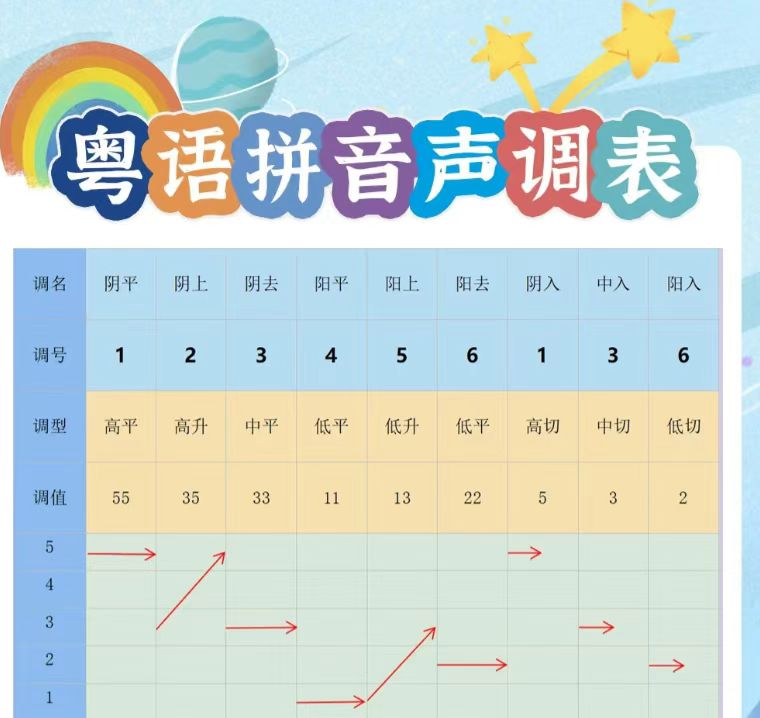 粤语拼音声调表
调名 阴平 阴上 阴去 阳平 阳上 阳去 阴入 中入 阳入
调号 1 2 3 4 5 6 1 3 6
调型 高平 高升 中平 低平 低升 低平 高切 中切 低切
调值 55 35 33 11 13 22 5 3 2
5
4
3
2
1